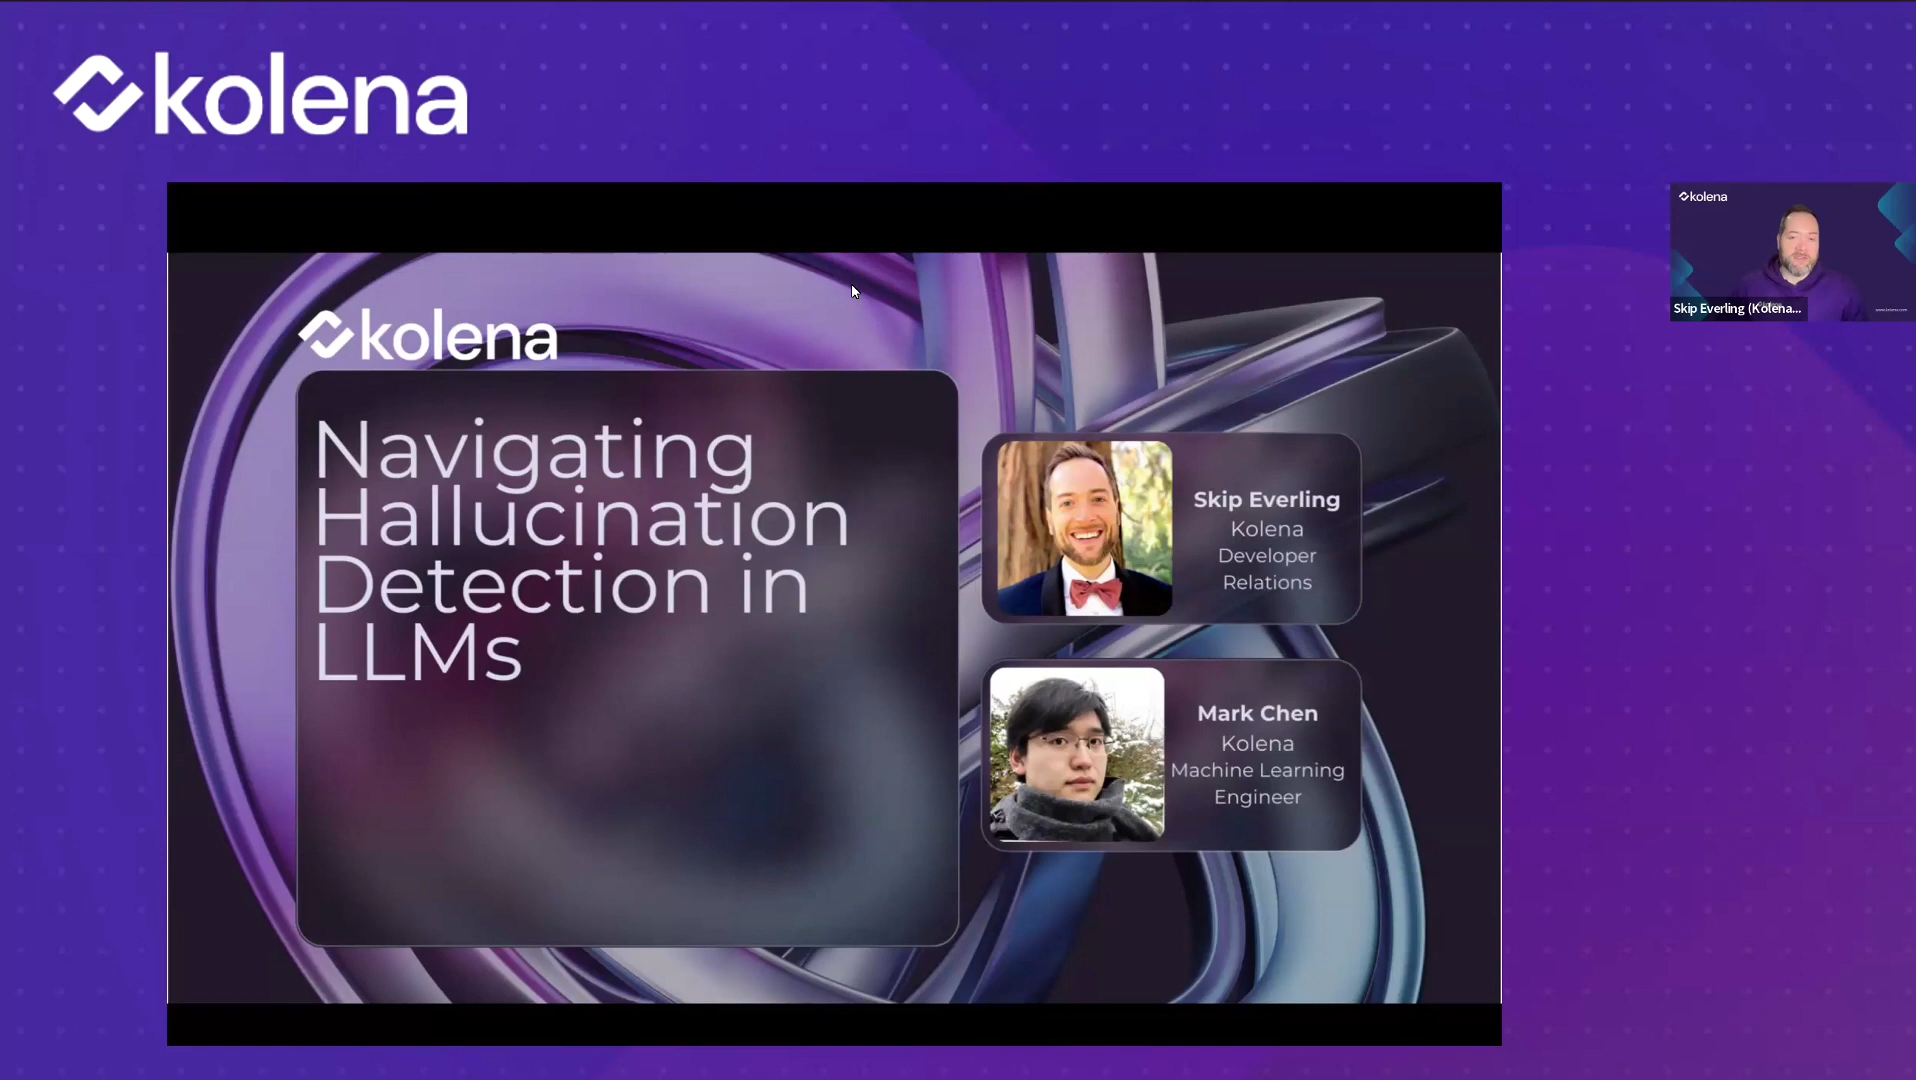 kolena
kolena
Navigating
Hallucination
Detection in
LLMs
Skip Everling
Kolena
Developer
Relations
Mark Chen
Kolena
Machine Learning
Engineer
kolena
Skip Everling (Kolena...